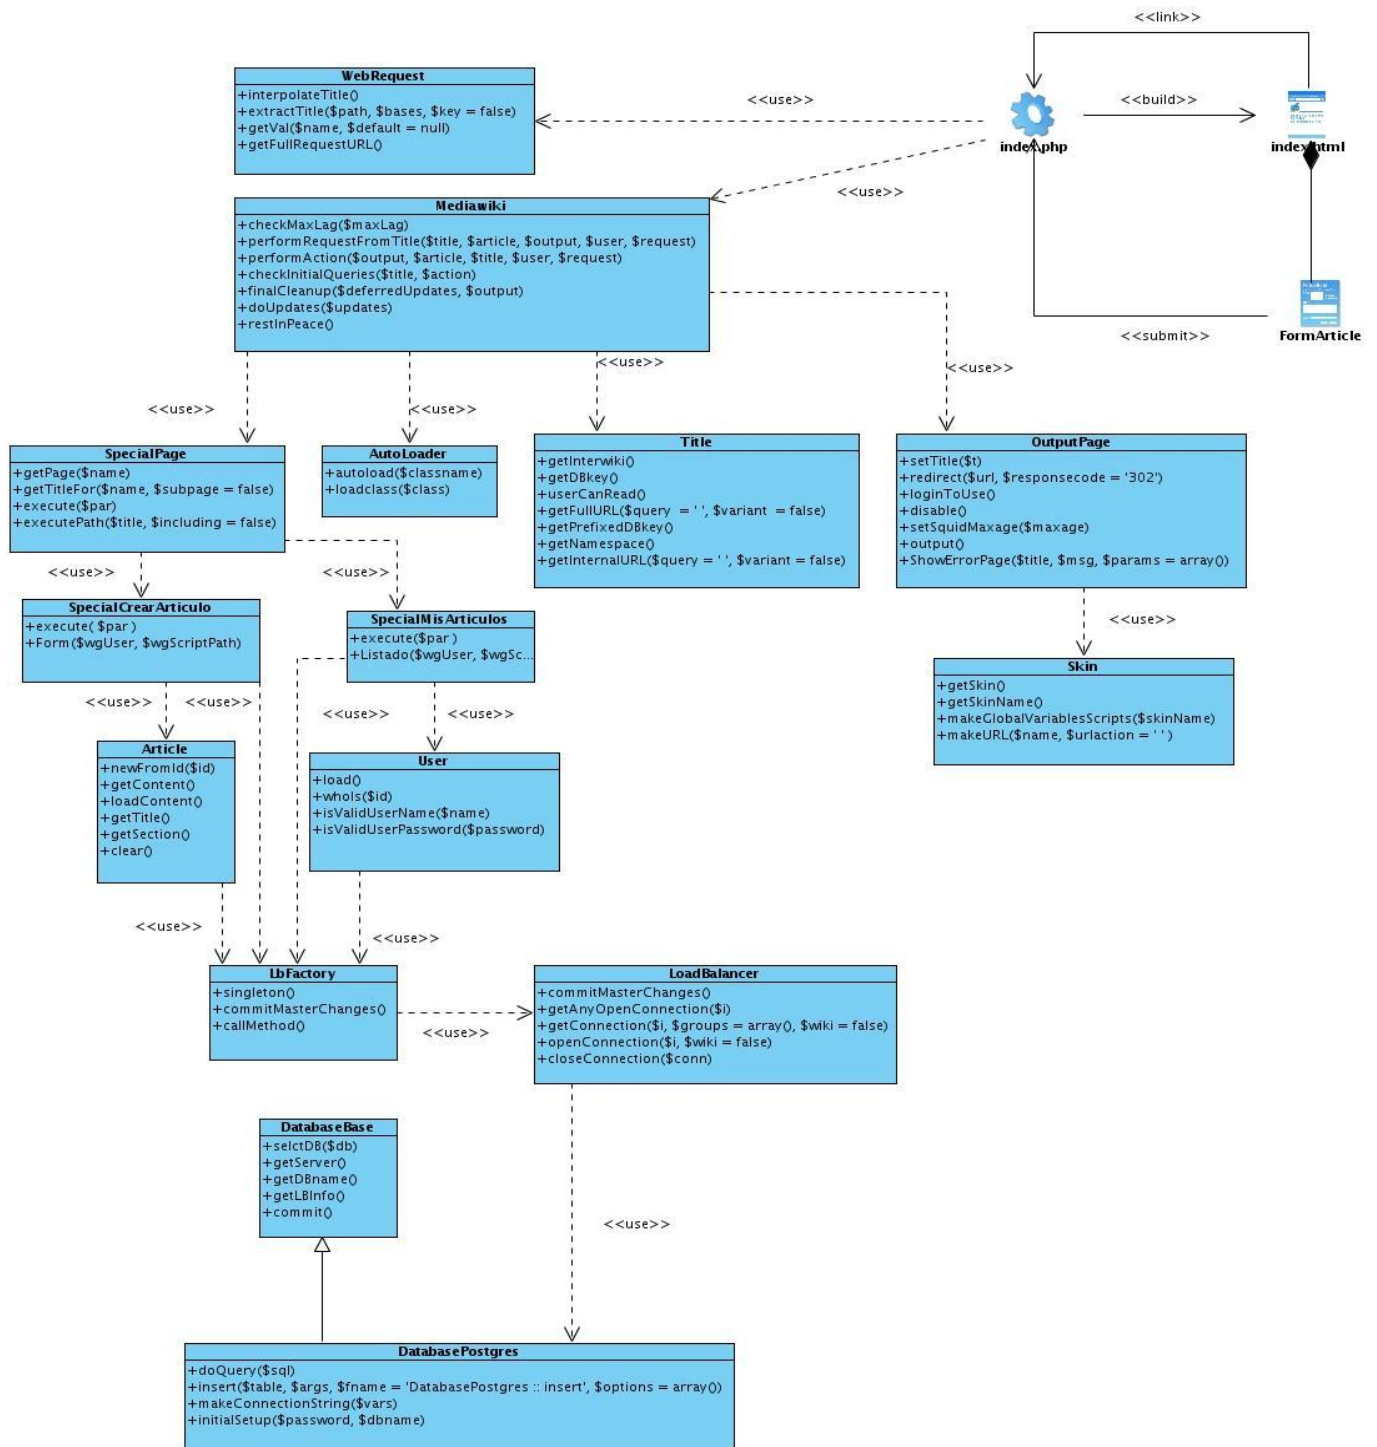 <<link>>
WebRequest
+interpolateTitle()
+extractTitle($path, $bases, $key = false)
+getVal($name, $default = null)
+getFullRequestURL()
<<use>>
<<build>>
index.php
index.html
<<use>>
Mediawiki
+checkMaxLag($maxLag)
+performRequestFromTitle($title, $article, $output, $user, $request)
+performAction($output, $article, $title, $user, $request)
+checkInitialQueries($title, $action)
+finalCleanup($deferredUpdates, $output)
+doUpdates($updates)
+restInPeace()
<<submit>>
FormArticle
<<use>>
<<use>>
<<use>>
<<use>>
SpecialPage
+getPage($name)
+getTitleFor($name, $subpage = false)
+execute($par)
+executePath($title, $including = false)
AutoLoader
+autoload($classname)
+loadclass($class)
Title
+getInterwiki()
+getDBkey()
+userCanRead()
+getFullURL($query  = ' ', $variant  = false)
+getPrefixedDBkey()
+getNamespace()
+getInternalURL($query = ' ', $variant = false)
OutputPage
+setTitle($t)
+redirect($url, $responsecode = '302')
+loginToUse()
+disable()
+setSquidMaxage($maxage)
+output()
+ShowErrorPage($title, $msg, $params = array())
<<use>>
<<use>>
SpecialCrearArticulo
+execute( $par )
+Form($wgUser, $wgScriptPath)
SpecialMisArticulos
+execute($par )
+Listado($wgUser, $wgSc...
<<use>>
Skin
+getSkin()
+getSkinName()
+makeGlobalVariablesScripts($skinName)
+makeURL($name, $urlaction = ' ' )
<<use>>
<<use>>
<<use>>
<<use>>
Article
+newFromId($id)
+getContent()
+loadContent()
+getTitle()
+getSection()
+clear()
User
+load()
+whoIs($id)
+isValidUserName($name)
+isValidUserPassword($password)
<<use>>
<<use>>
LbFactory
+singleton()
+commitMasterChanges()
+callMethod()
<<use>>
LoadBalancer
+commitMasterChanges()
+getAnyOpenConnection($i)
+getConnection($i, $groups = array(), $wiki = false)
+openConnection($i, $wiki = false)
+closeConnection($conn)
DatabaseBase
+selctDB($db)
+getServer()
+getDBname()
+getLBInfo()
+commit()
<<use>>
DatabasePostgres
+doQuery($sql)
+insert($table, $args, $fname = 'DatabasePostgres :: insert', $options = array())
+makeConnectionString($vars)
+initialSetup($password, $dbname)